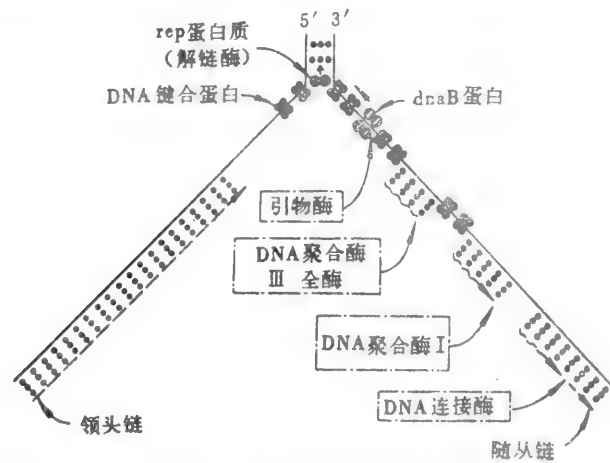 5′ 3′
rep蛋白质
(解链酶)
DNA键合蛋白
dnaB蛋白
引物酶
DNA聚合酶
Ⅲ 全酶
DNA聚合酶Ⅰ
DNA连接酶
领头链
随从链